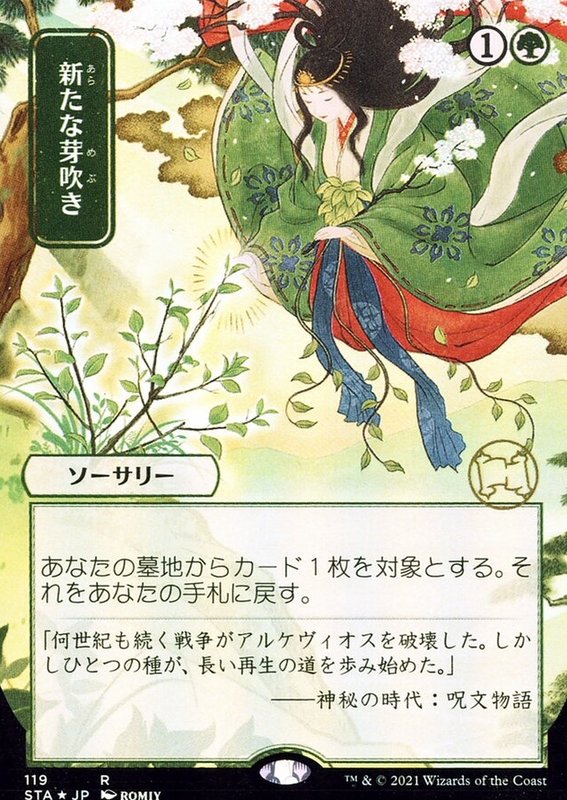 1
新たな芽吹き
あら
めぶ
ソーサリー
あなたの墓地からカード1枚を対象とする。そ
れをあなたの手札に戻す。
「何世紀も続く戦争がアルケヴィオスを破壊した。しか
しひとつの種が、長い再生の道を歩み始めた。」
——神秘の時代：呪文物語
119 R
STA★JP ROMIY
™ & © 2021 Wizards of the Coast